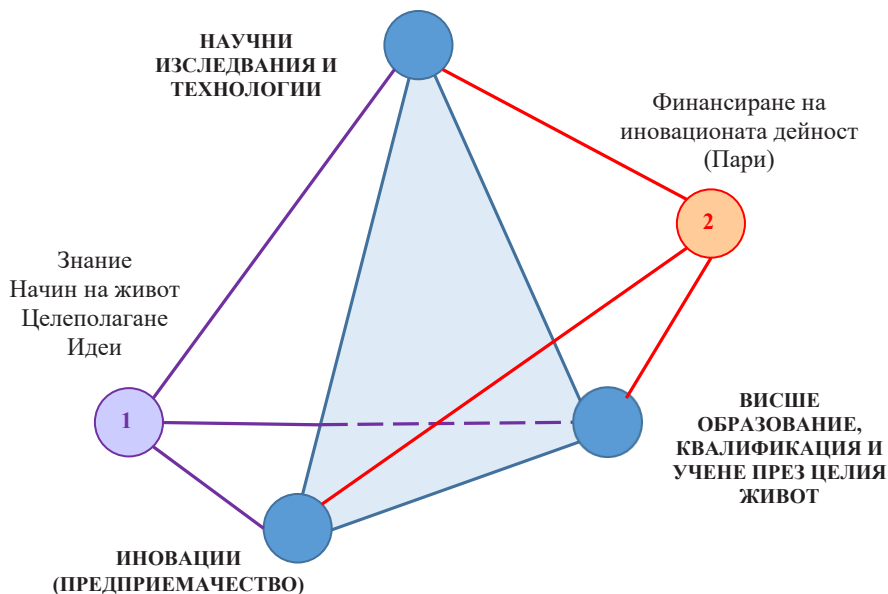 НАУЧНИ
ИЗСЛЕДВАНИЯ И
ТЕХНОЛОГИИ
Финансиране на
иновационата дейност
(Пари)
2
Знание
Начин на живот
Целеполагане
Идеи
1
ВИСШЕ
ОБРАЗОВАНИЕ,
КВАЛИФИКАЦИЯ И
УЧЕНЕ ПРЕЗ ЦЕЛИЯ
ЖИВОТ
ИНОВАЦИИ
(ПРЕДПРИЕМАЧЕСТВО)